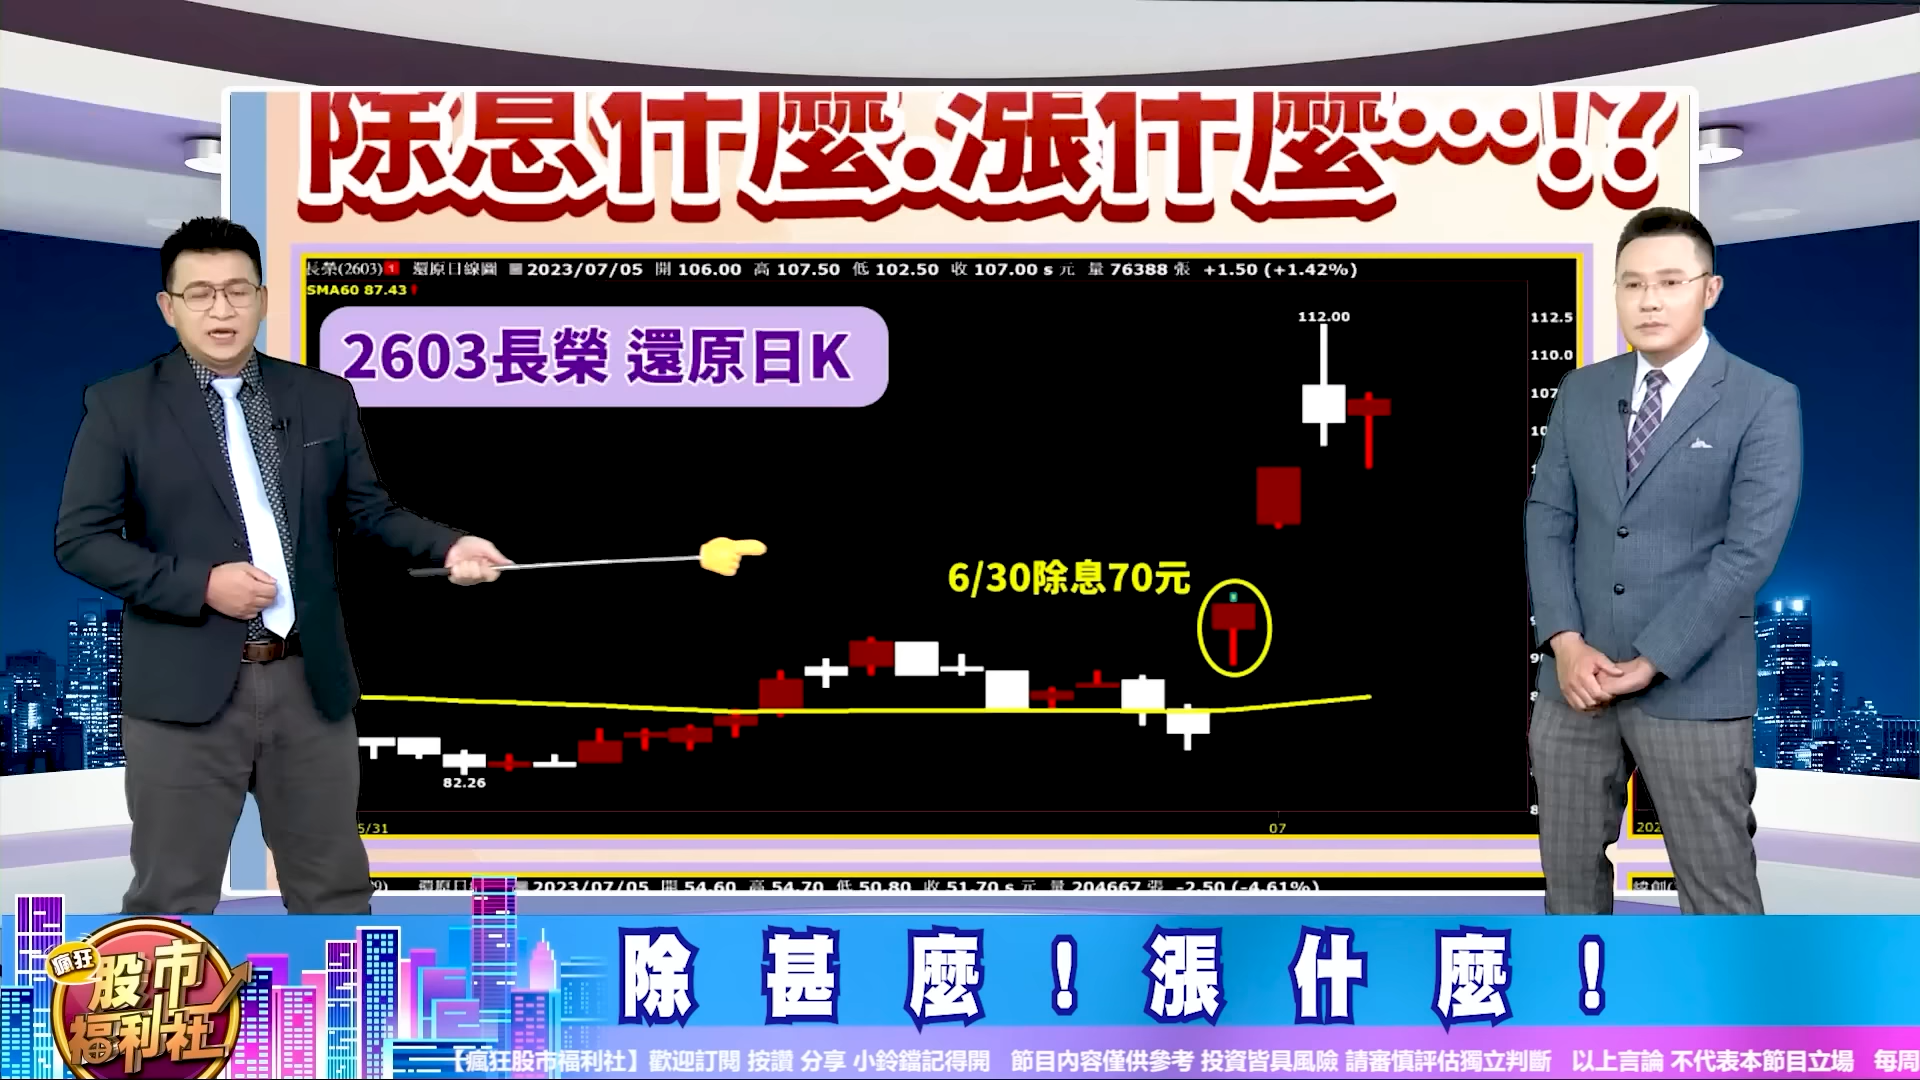 除息什麼.漲什麼…!?
長榮(2603) 1 還原日線圖 2023/07/05 開 106.00 高 107.50 低 102.50 收 107.00 s 元 量 76388 張 +1.50 (+1.42%)
SMA60 87.43
2603長榮 還原日K
112.00
112.5
110.0
6/30除息70元
82.26
5/31
07
還原日 2023/07/05 開 54.60 高 54.70 低 50.80 收 51.70 s 元 量 204667 張 -2.50 (-4.61%)
除甚麼!漲什麼!
瘋狂
股市
福利社
【瘋狂股市福利社】歡迎訂閱 按讚 分享 小鈴鐺記得開 節目內容僅供參考 投資皆具風險 請審慎評估獨立判斷 以上言論 不代表本節目立場 每周